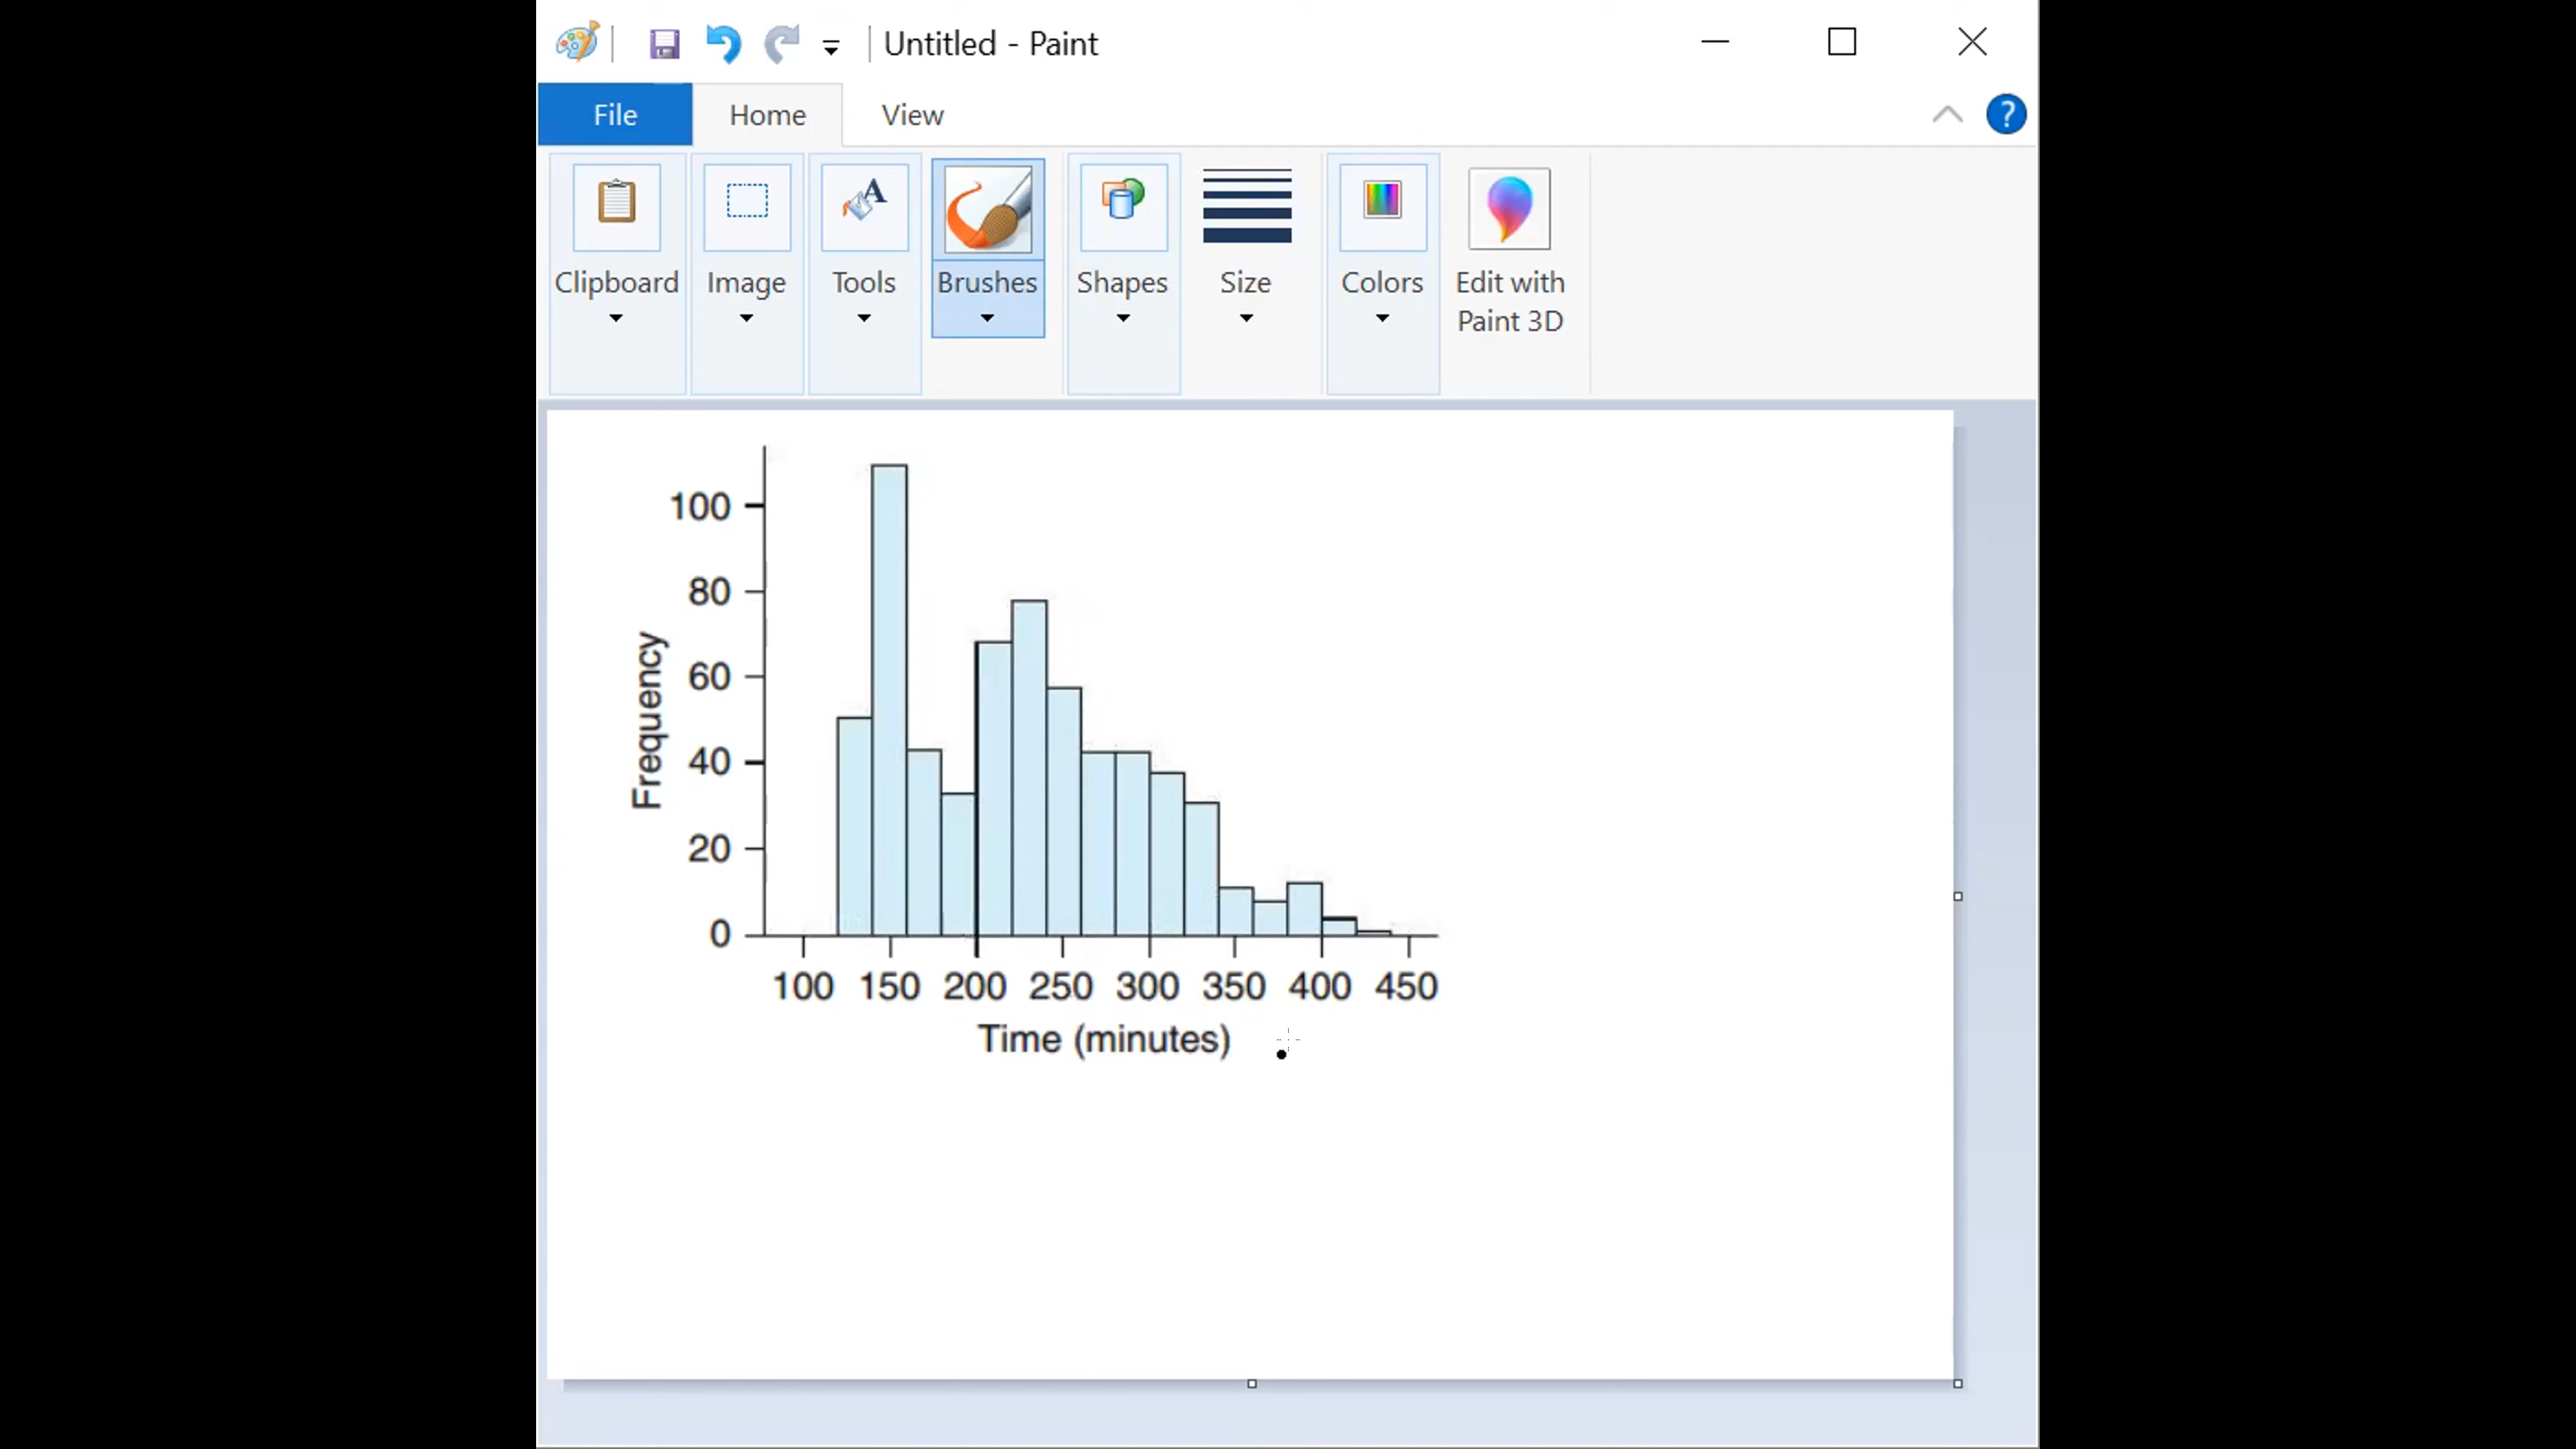 Untitled - Paint
File Home View
?
Clipboard Image Tools Brushes Shapes Size Colors Edit with
Paint 3D
100
80
60
40
20
0
Frequency
100 150 200 250 300 350 400 450
Time (minutes)